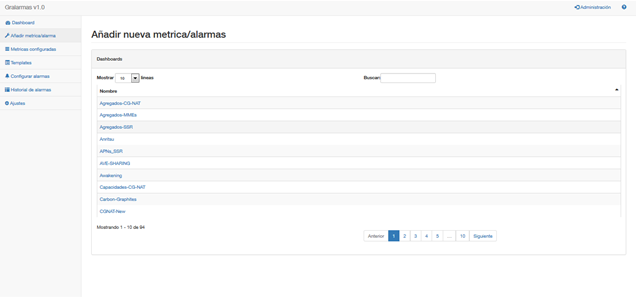 Gralarmas v1.0
Administración
Dashboard
Añadir metrica/alarma
Metricas configuradas
Templates
Configurar alarmas
Historial de alarmas
Ajustes
Añadir nueva metrica/alarmas
Dashboards
Mostrar 10 lineas
Buscar:
Nombre
Agregados-CG-NAT
Agregados-MMEs
Agregados-SSR
Anritsu
APNs_SSR
AVE-SHARING
Awakening
Capacidades-CG-NAT
Carbon-Graphites
CGNAT-New
Mostrando 1 - 10 de 94
Anterior 1 2 3 4 5 ... 10 Siguiente